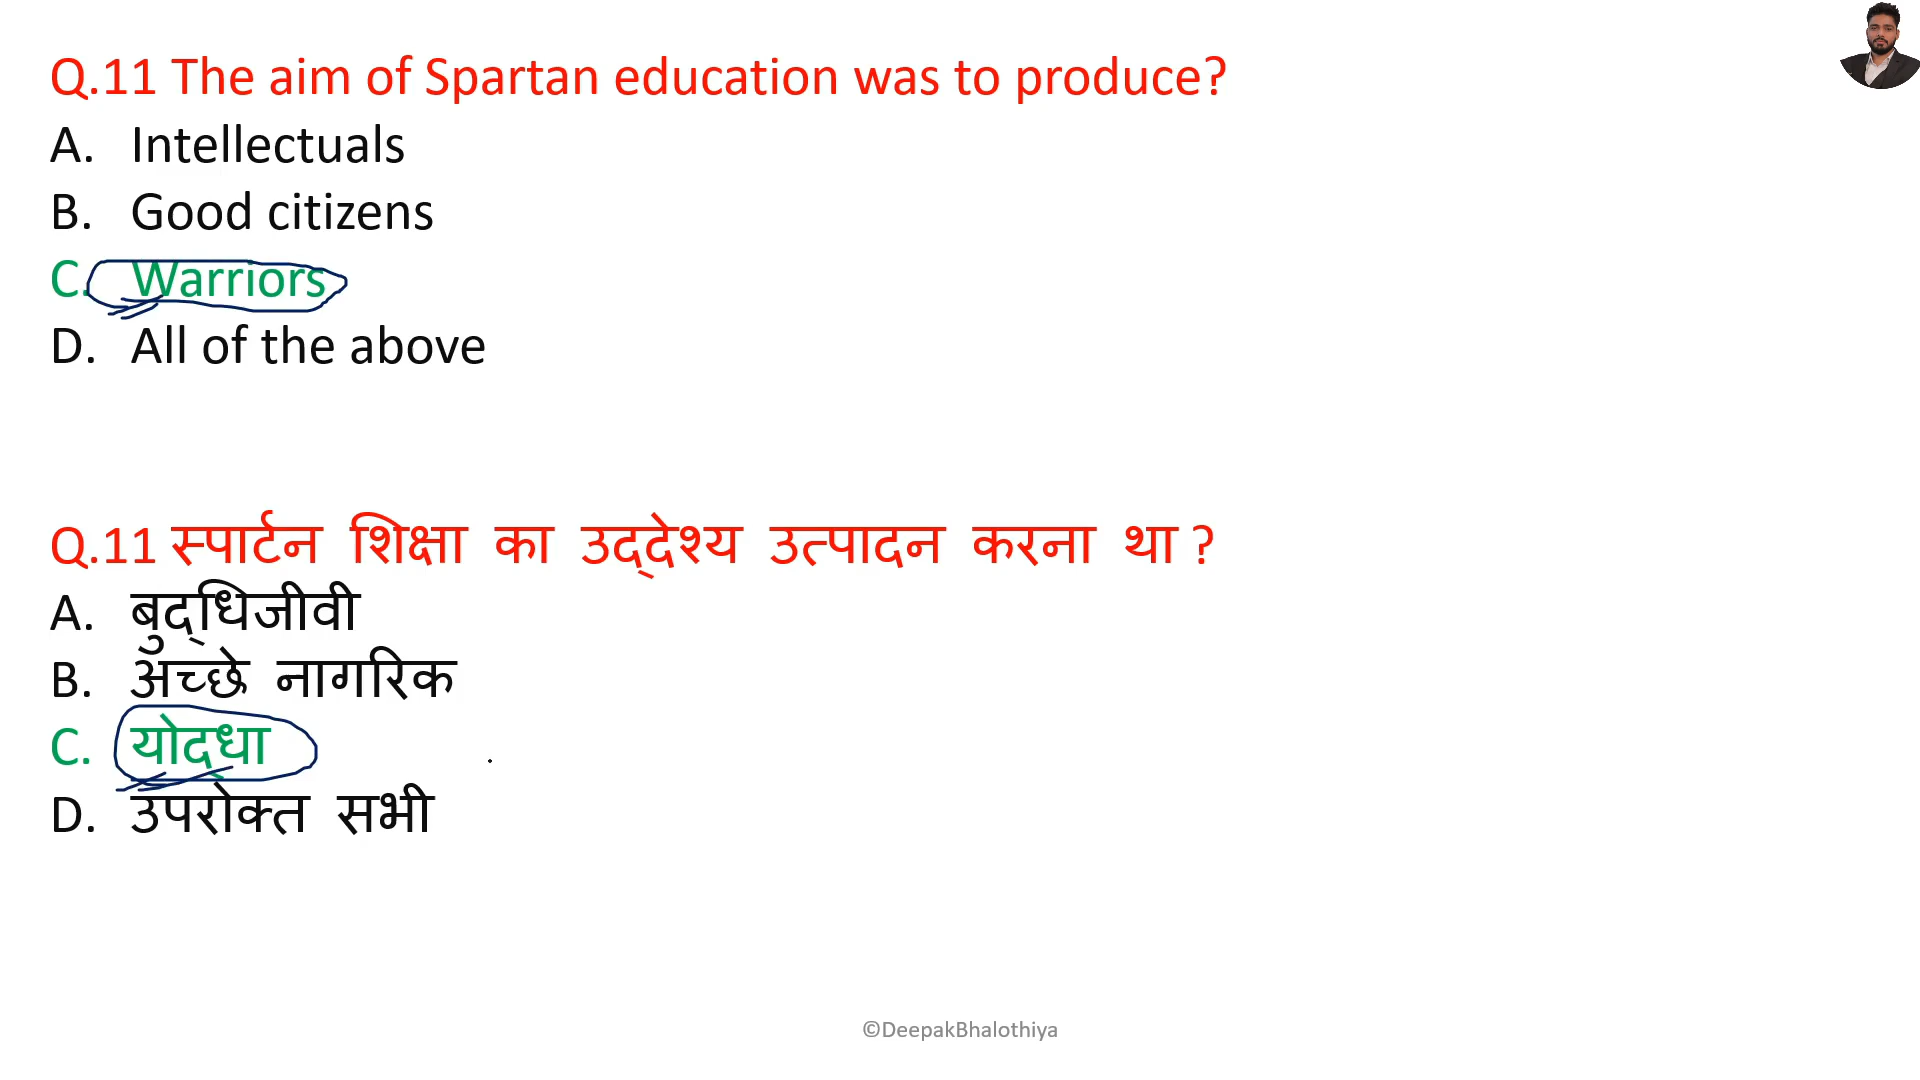 Q.11 The aim of Spartan education was to produce?
A. Intellectuals
B. Good citizens
C. Warriors
D. All of the above
Q.11 स्पार्टन शिक्षा का उद्देश्य उत्पादन करना था ?
A. बुद्धिजीवी
B. अच्छे नागरिक
C. योद्धा
D. उपरोक्त सभी
©DeepakBhalothiya